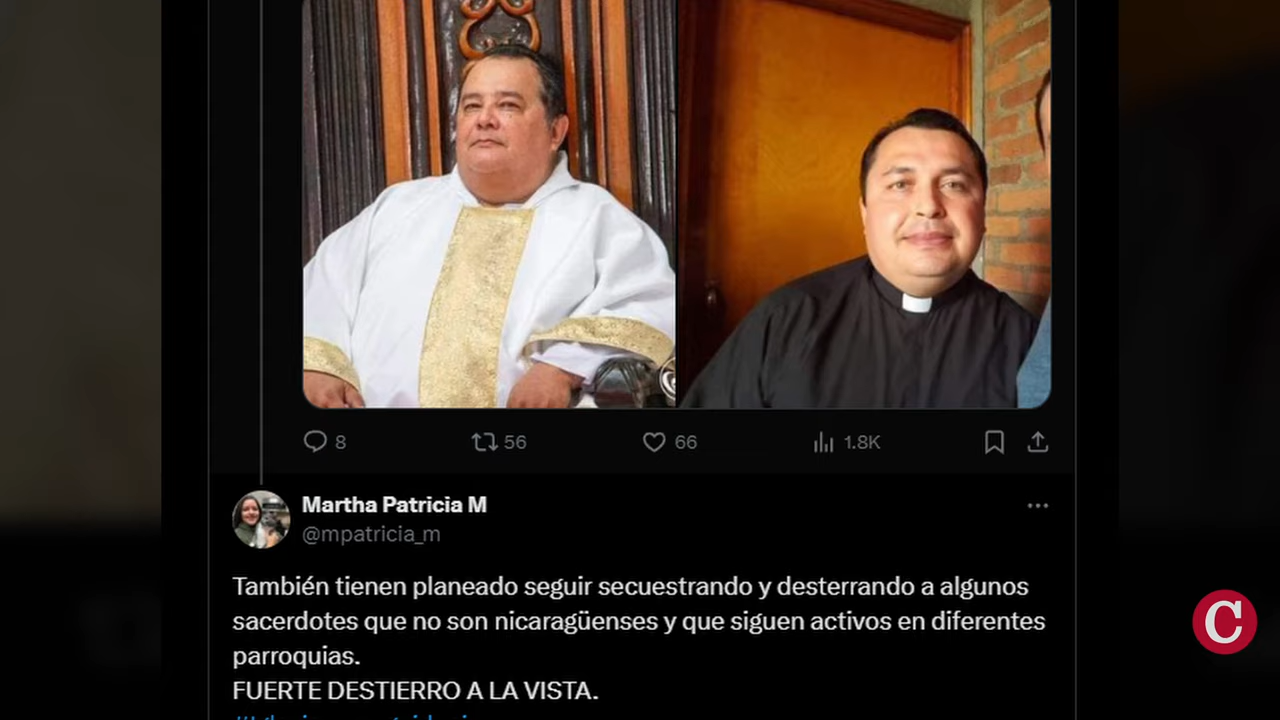 8 56 66 1.8K
Martha Patricia M
@mpatricia_m
También tienen planeado seguir secuestrando y desterrando a algunos
sacerdotes que no son nicaragüenses y que siguen activos en diferentes
parroquias.
FUERTE DESTIERRO A LA VISTA.
C